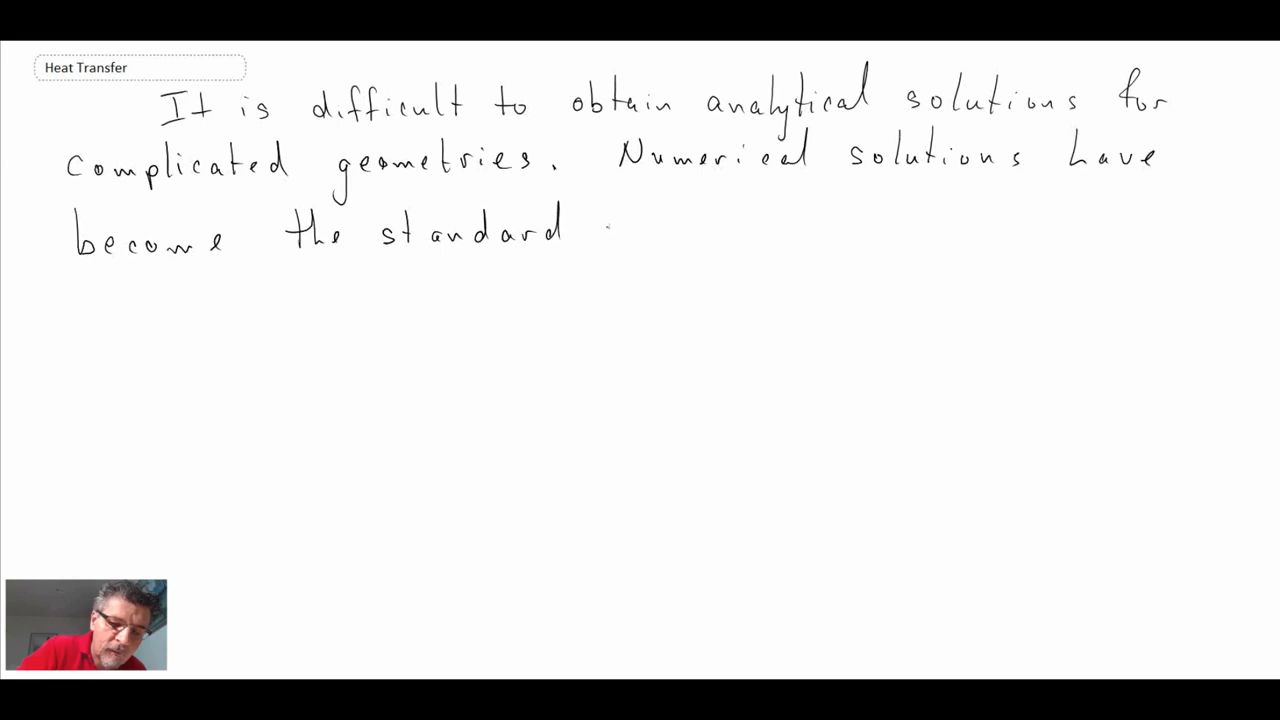 Heat Transfer
It is difficult to obtain analytical solutions for
complicated geometries. Numerical solutions have
become the standard